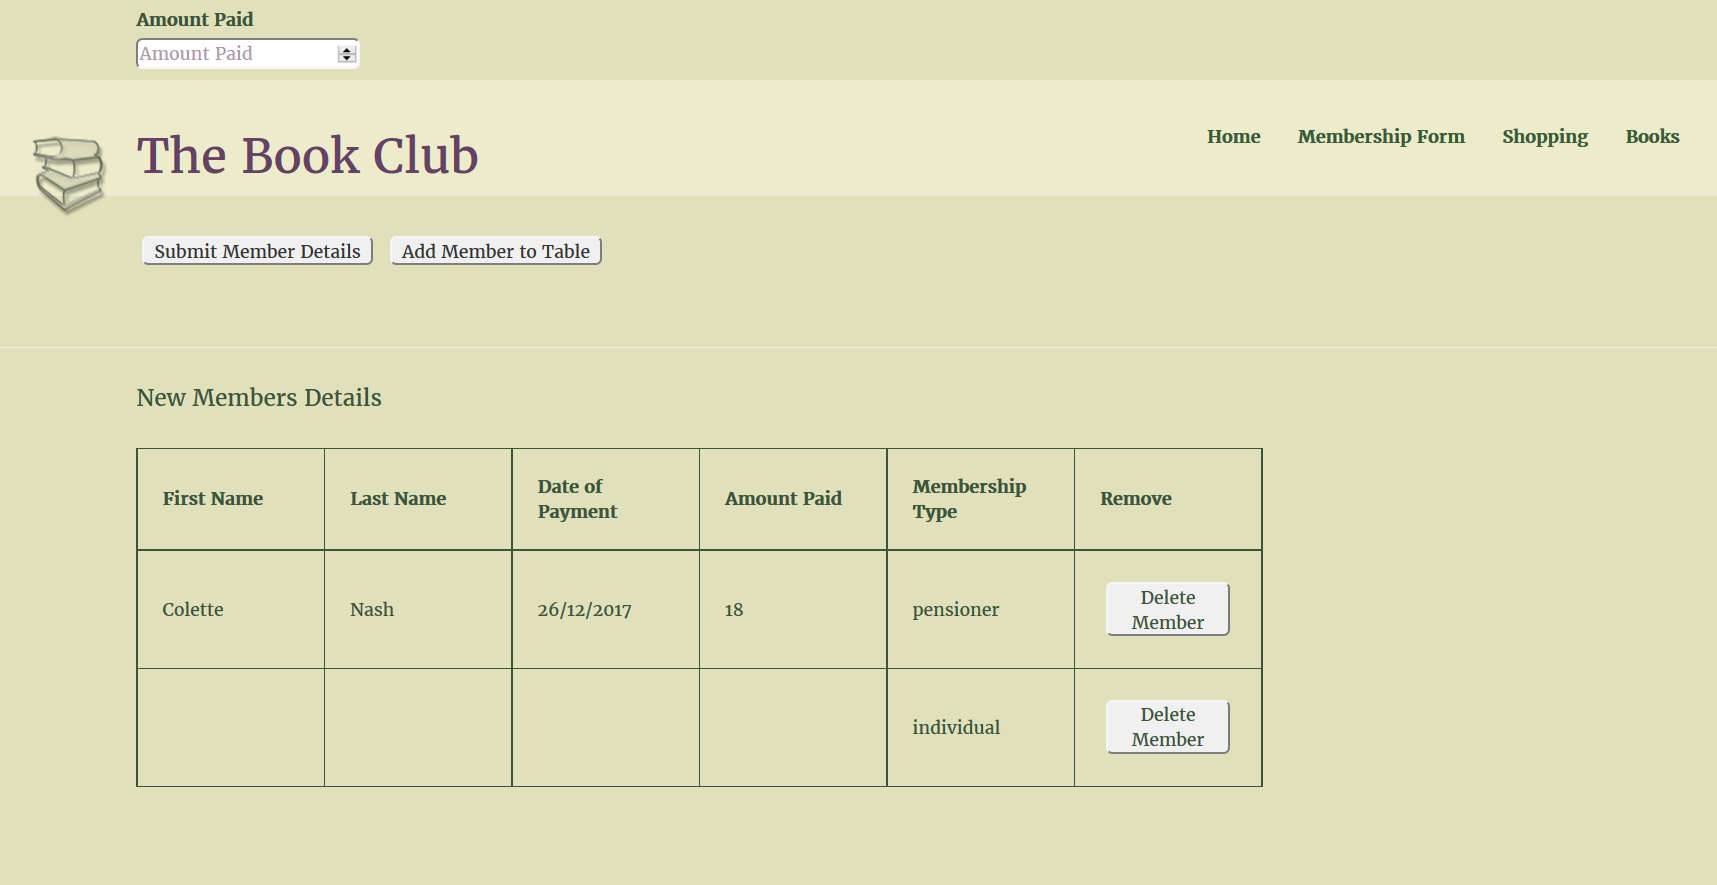 Amount Paid
Amount Paid
The Book Club
Home Membership Form Shopping Books
Submit Member Details Add Member to Table
New Members Details
First Name Last Name Date of Payment Amount Paid Membership Type Remove
Colette Nash 26/12/2017 18 pensioner Delete Member
individual Delete Member